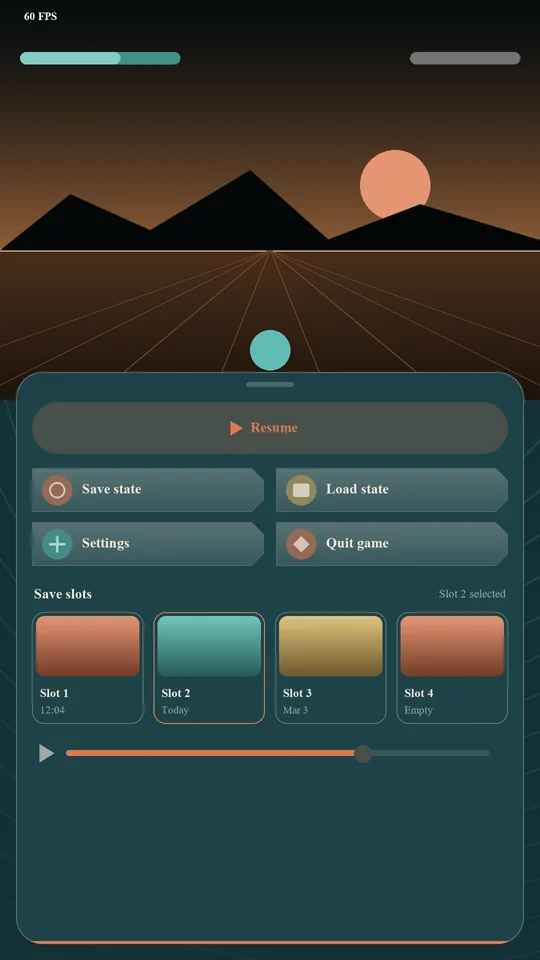 60 FPS
Resume
Save state
Load state
Settings
Quit game
Save slots
Slot 2 selected
Slot 1
12:04
Slot 2
Today
Slot 3
Mar 3
Slot 4
Empty